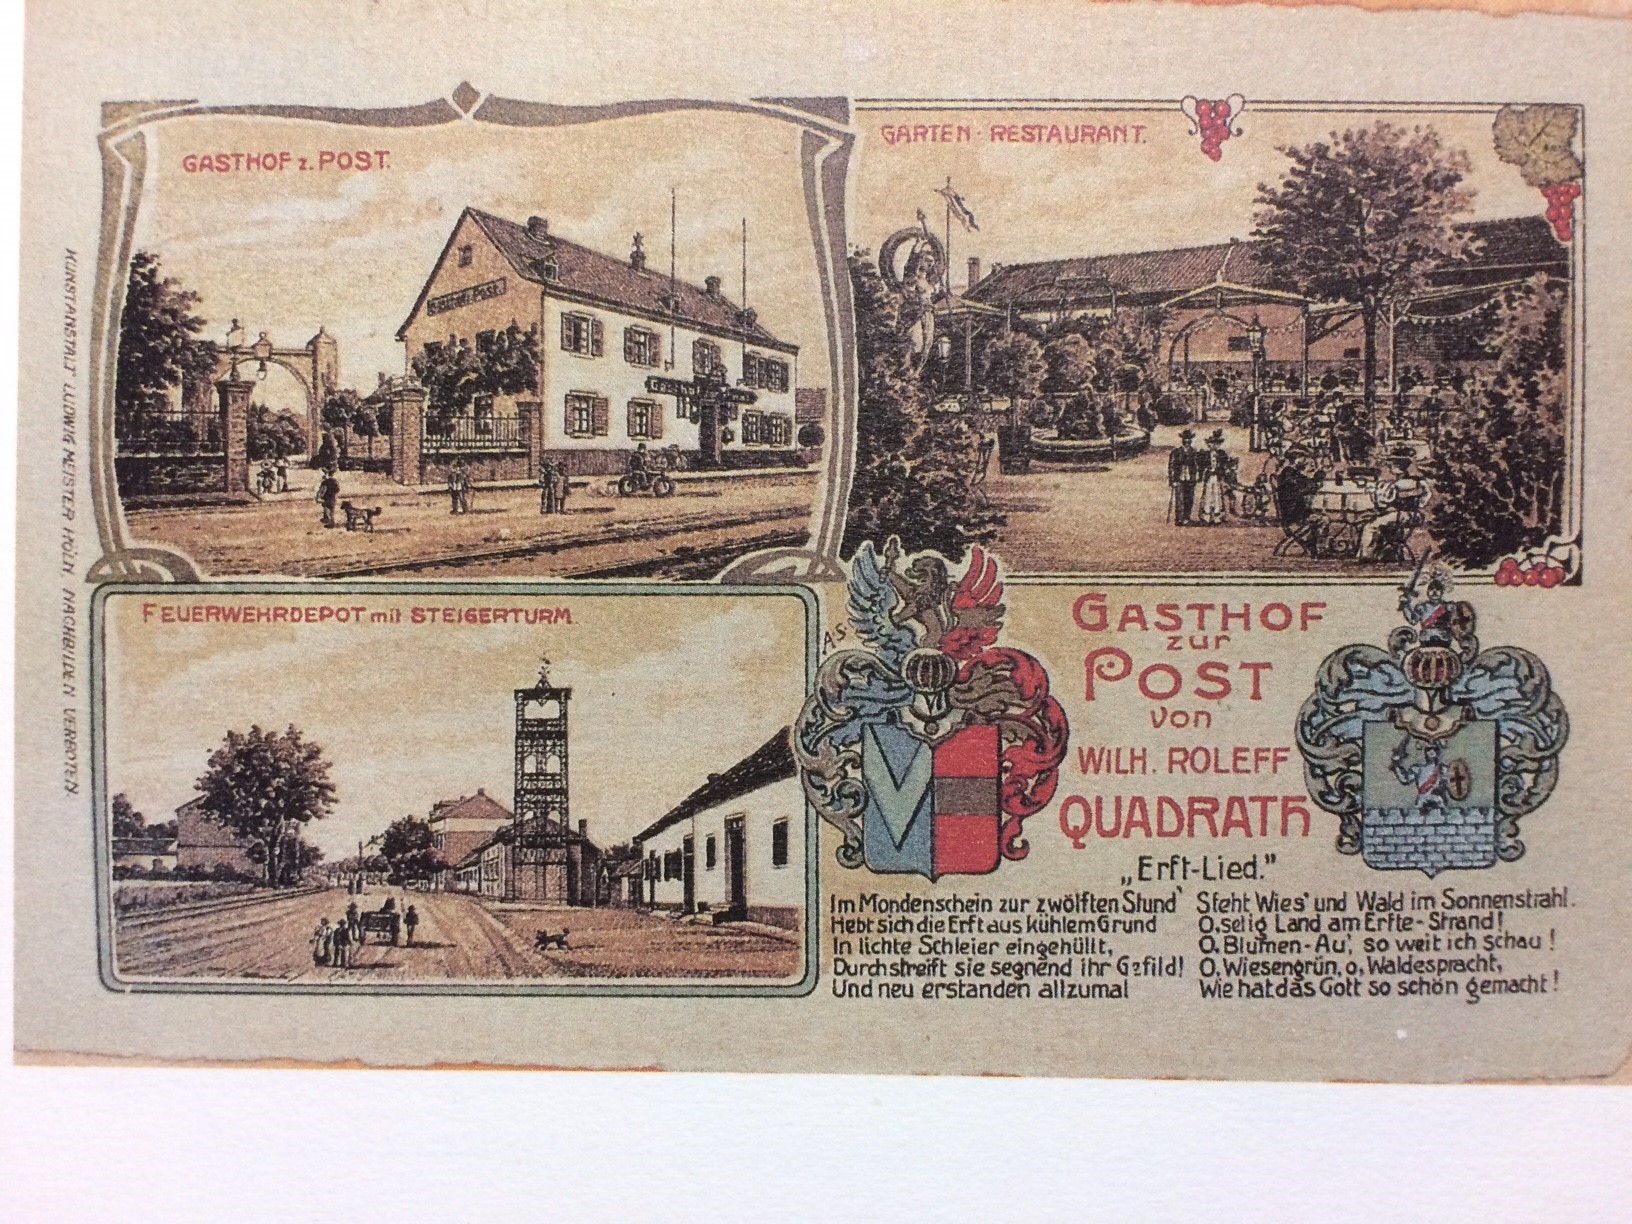 GASTHOF z. POST.
GASTHOF z. POST.
GARTEN-RESTAURANT.
KUNSTANSTALT LUDWIG MEISTER KÖLN. NACHBILDEN VERBOTEN.
FEUERWEHRDEPOT mit STEIGERTURM.
A.S.
GASTHOF
zur
POST
von
WILH. ROLEFF
QUADRATH
„Erft-Lied."
Im Mondenschein zur zwölften Stund'
Hebt sich die Erft aus kühlem Grund
In lichte Schleier eingehüllt,
Durchstreift sie segnend ihr Gefild!
Und neu erstanden allzumal
Steht Wies' und Wald im Sonnenstrahl.
O, selig Land am Erfte-Strand!
O, Blumen-Au', so weit ich schau!
O, Wiesengrün, o, Waldespracht,
Wie hat das Gott so schön gemacht!